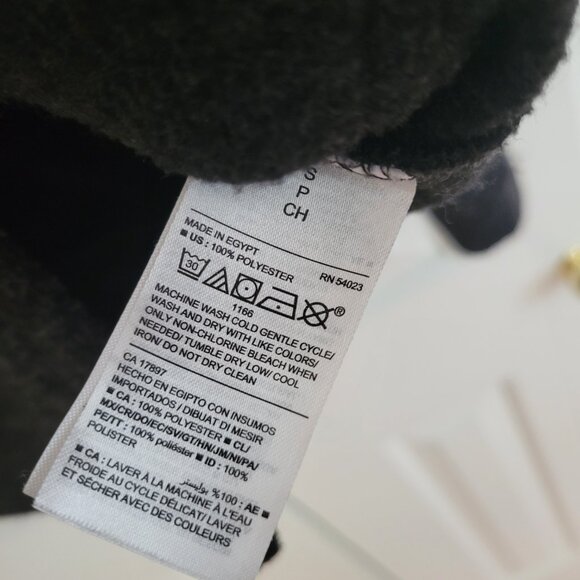 S
P
CH
MADE IN EGYPT RN 54023
■ US : 100% POLYESTER
30
1166
®
MACHINE WASH COLD GENTLE CYCLE/
WASH AND DRY WITH LIKE COLORS/
ONLY NON-CHLORINE BLEACH WHEN
NEEDED/ TUMBLE DRY LOW/ COOL
IRON/ DO NOT DRY CLEAN
CA 17897
HECHO EN EGIPTO CON INSUMOS
IMPORTADOS / DIBUAT DI MESIR
■ CA : 100% POLYESTER ■ CL/
MX/CR/DO/EC/SV/GT/HN/JM/NI/PA/
PE/TT : 100% poliéster ■ ID : 100%
POLISTER
■ AE : 100% بوليستر
■ CA : LAVER À LA MACHINE À L'EAU
FROIDE AU CYCLE DÉLICAT/ LAVER
ET SÉCHER AVEC DES COULEURS